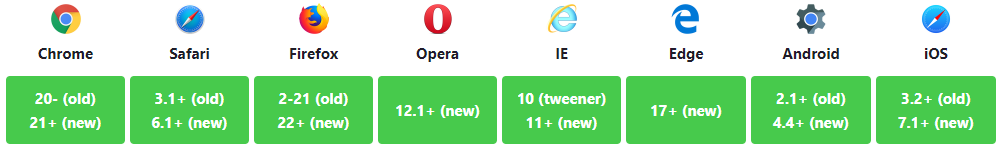 Chrome
Safari
Firefox
Opera
IE
Edge
Android
iOS
20- (old)
21+ (new)
3.1+ (old)
6.1+ (new)
2-21 (old)
22+ (new)
12.1+ (new)
10 (tweener)
11+ (new)
17+ (new)
2.1+ (old)
4.4+ (new)
3.2+ (old)
7.1+ (new)